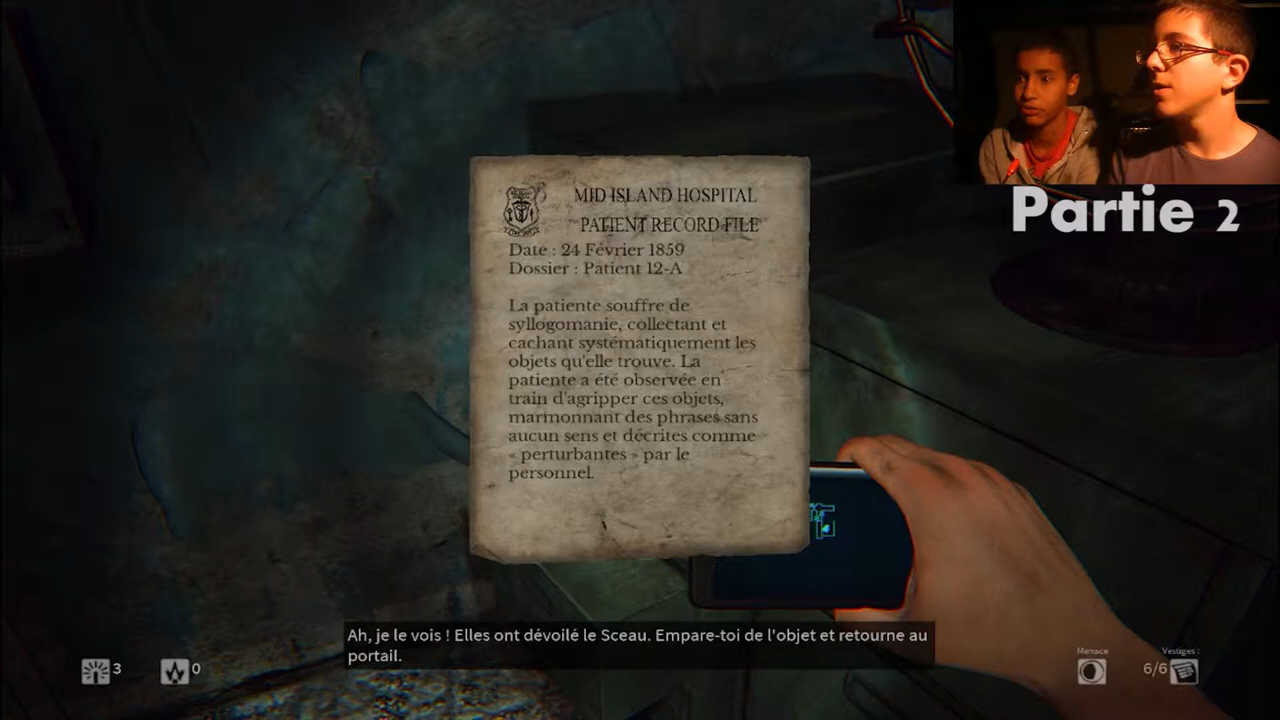 MID ISLAND HOSPITAL
PATIENT RECORD FILE
Date : 24 Février 1859
Dossier : Patient 12-A
La patiente souffre de
syllogomanie, collectant et
cachant systématiquement les
objets qu'elle trouve. La
patiente a été observée en
train d'agripper ces objets,
marmonnant des phrases sans
aucun sens et décrites comme
« perturbantes » par le
personnel.
Partie 2
Ah, je le vois ! Elles ont dévoilé le Sceau. Empare-toi de l'objet et retourne au
portail.
3
0
Menace
Vestiges :
6/6